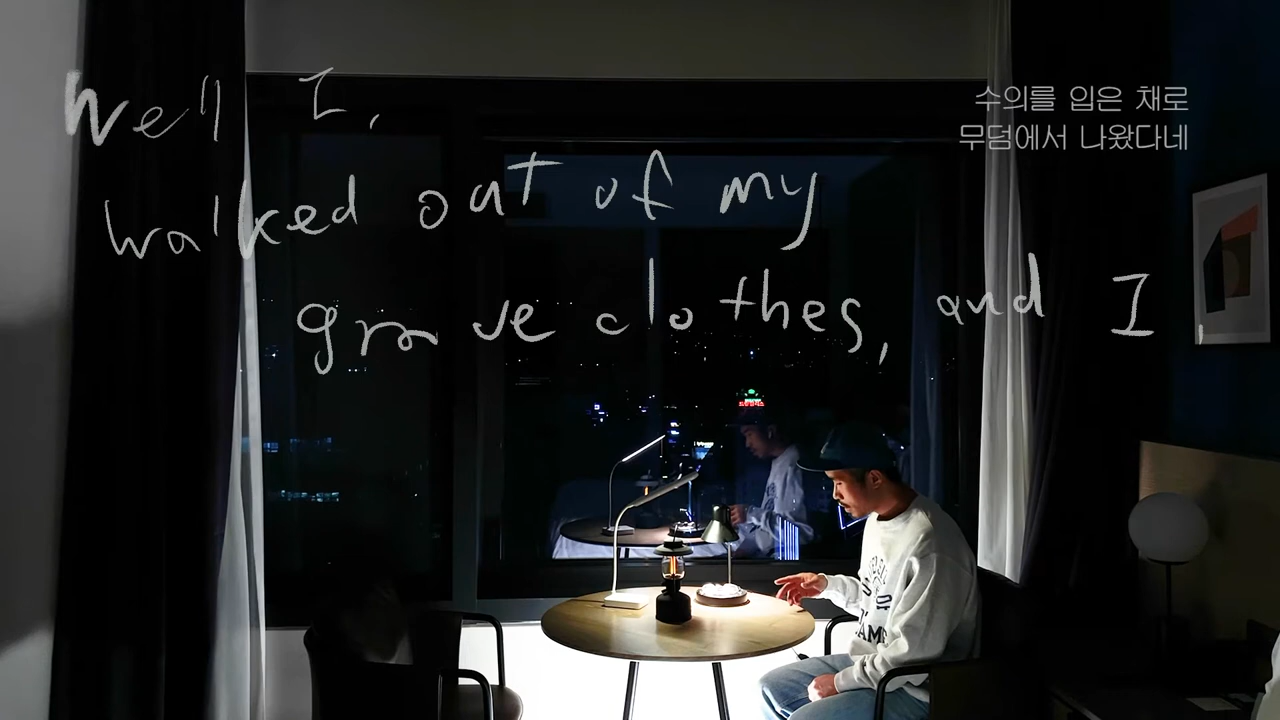 Well I,
walked out of my
grave clothes, and I
수의를 입은 채로
무덤에서 나왔다네